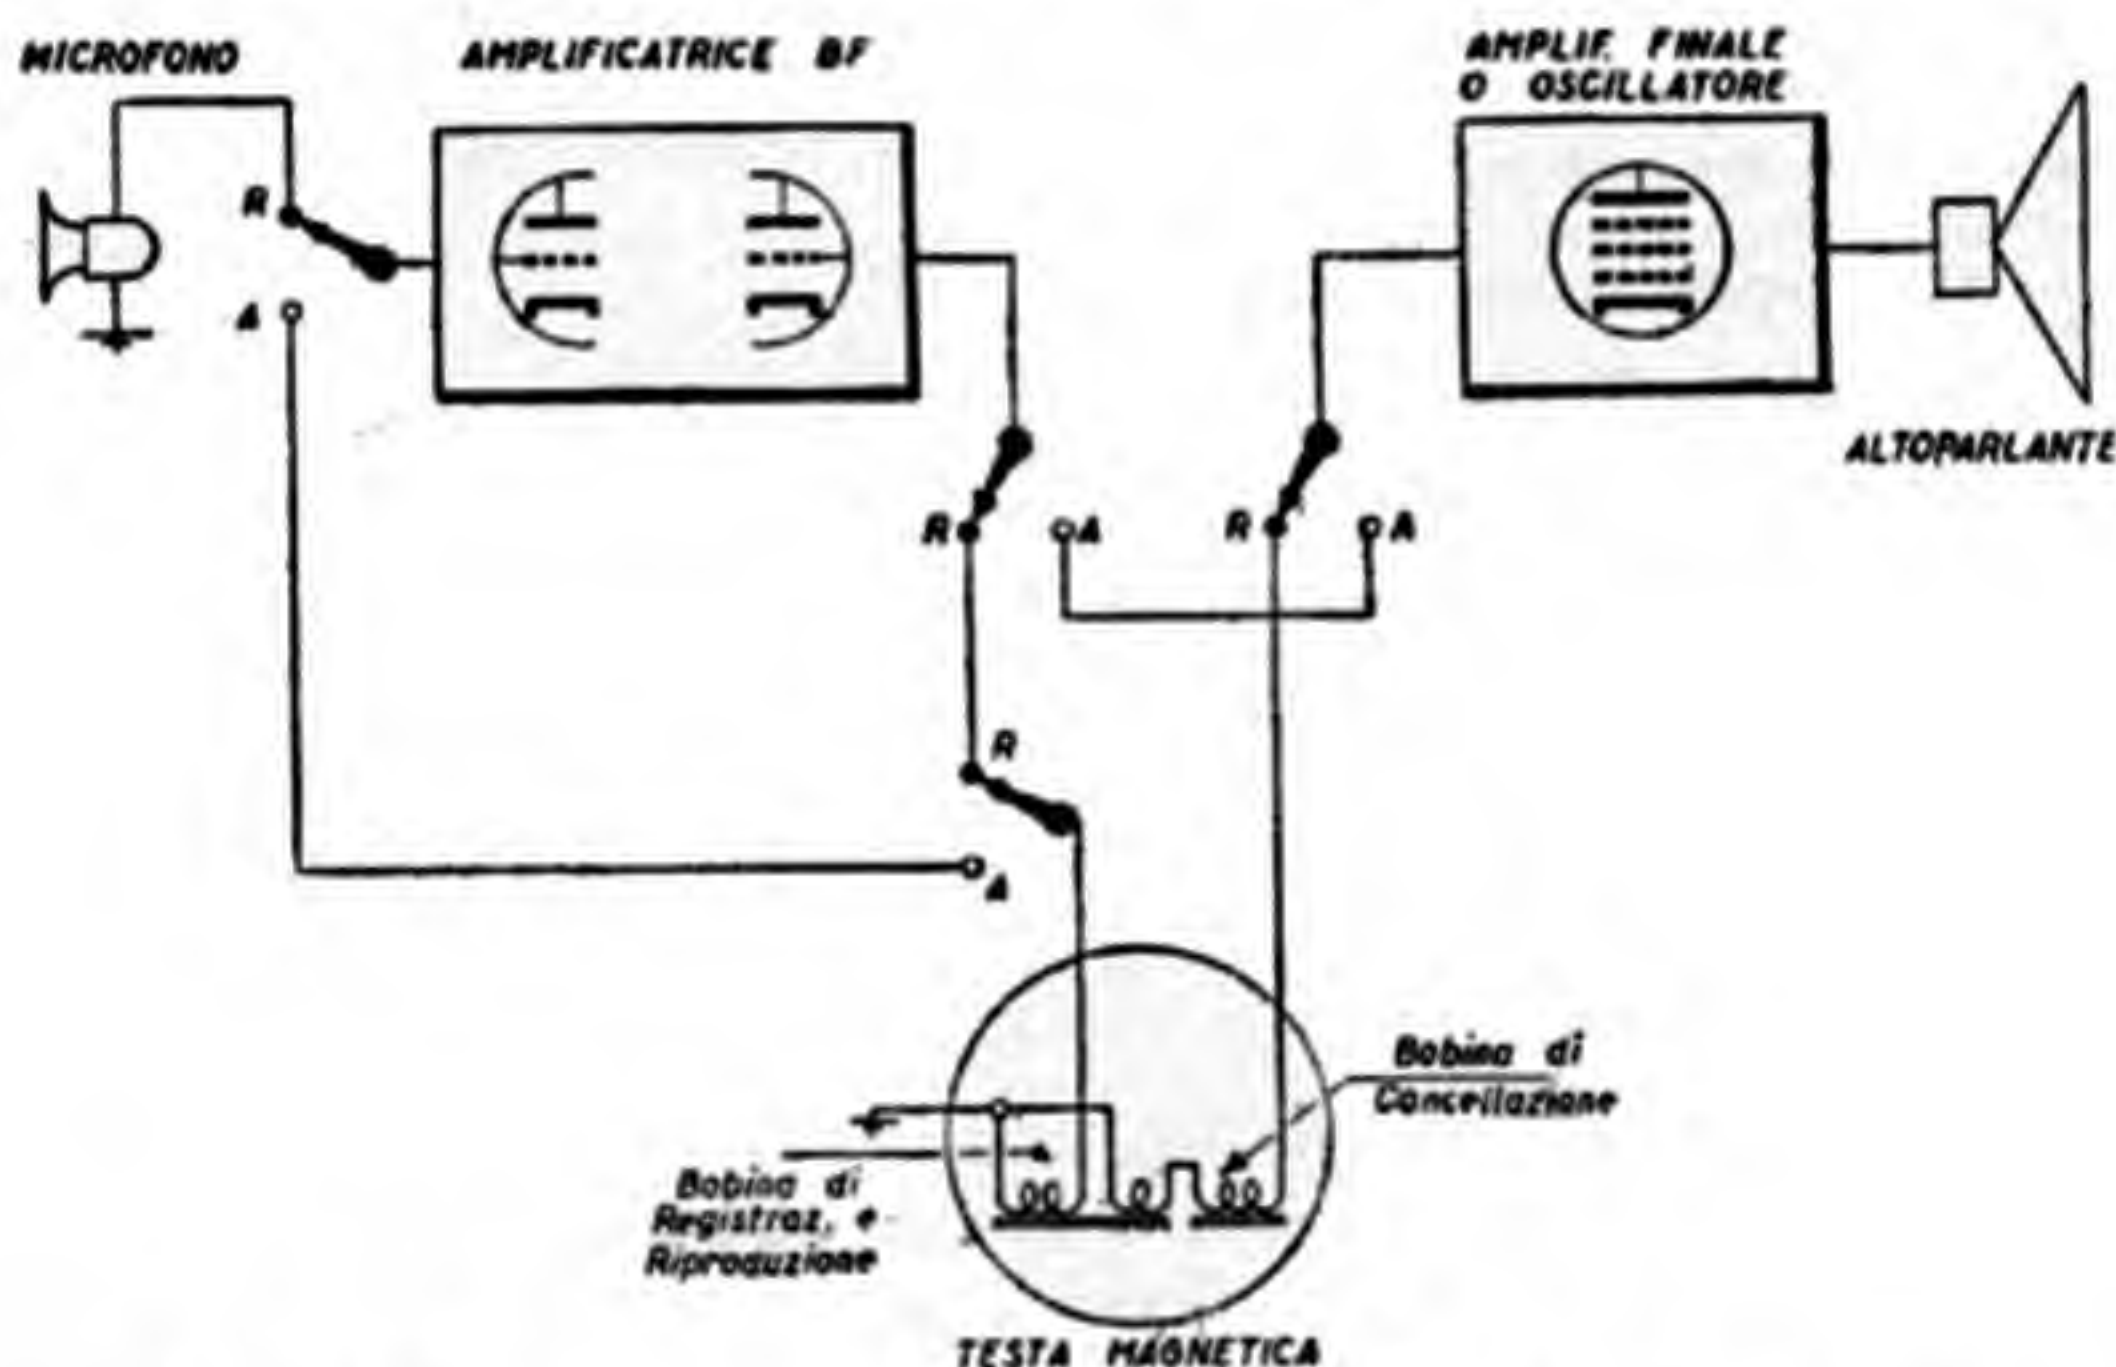 MICROFONO
AMPLIFICATRICE BF
AMPLIF. FINALE
O OSCILLATORE
R
A
ALTOPARLANTE
R
A
R
A
R
A
Bobina di
Cancellazione
Bobina di
Registraz. e
Riproduzione
TESTA MAGNETICA